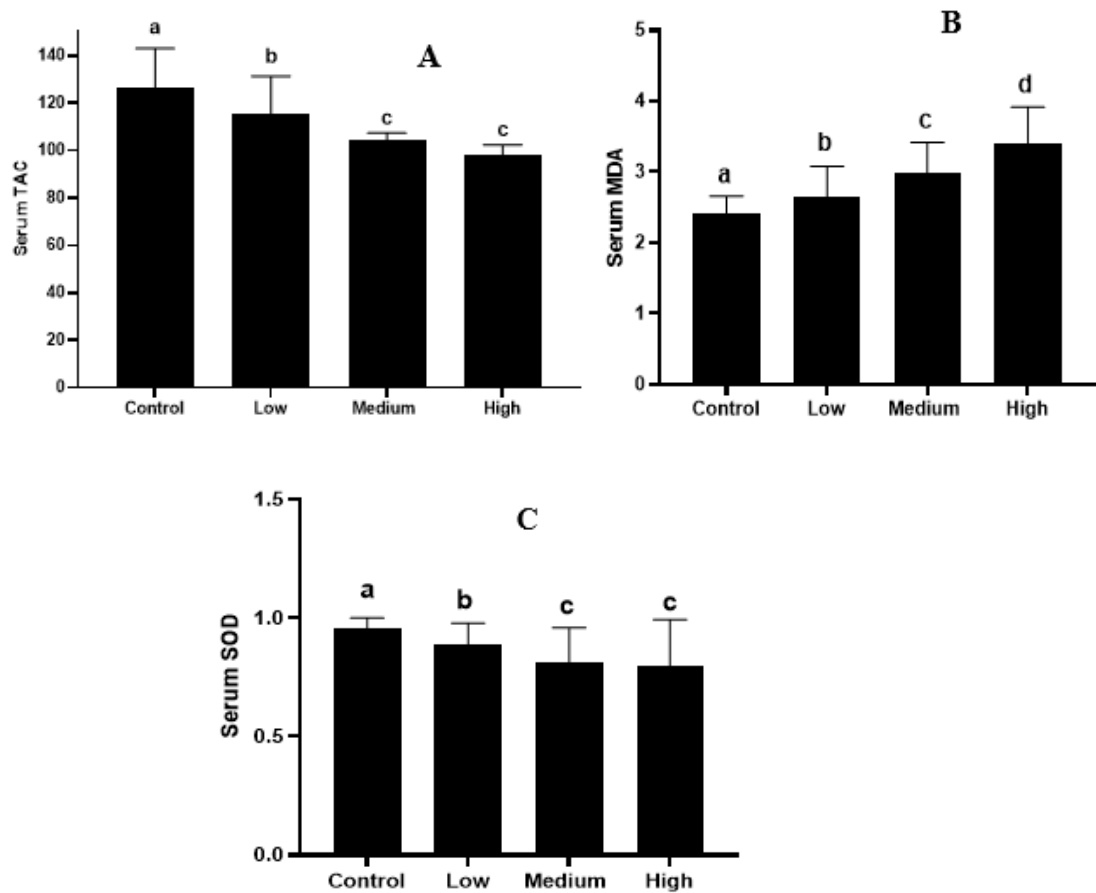 A
a
b
c
c
Serum TAC
140
120
100
80
60
40
20
0
Control Low Medium High
B
a
b
c
d
Serum MDA
5
4
3
2
1
0
Control Low Medium High
C
a
b
c
c
Serum SOD
1.5
1.0
0.5
0.0
Control Low Medium High